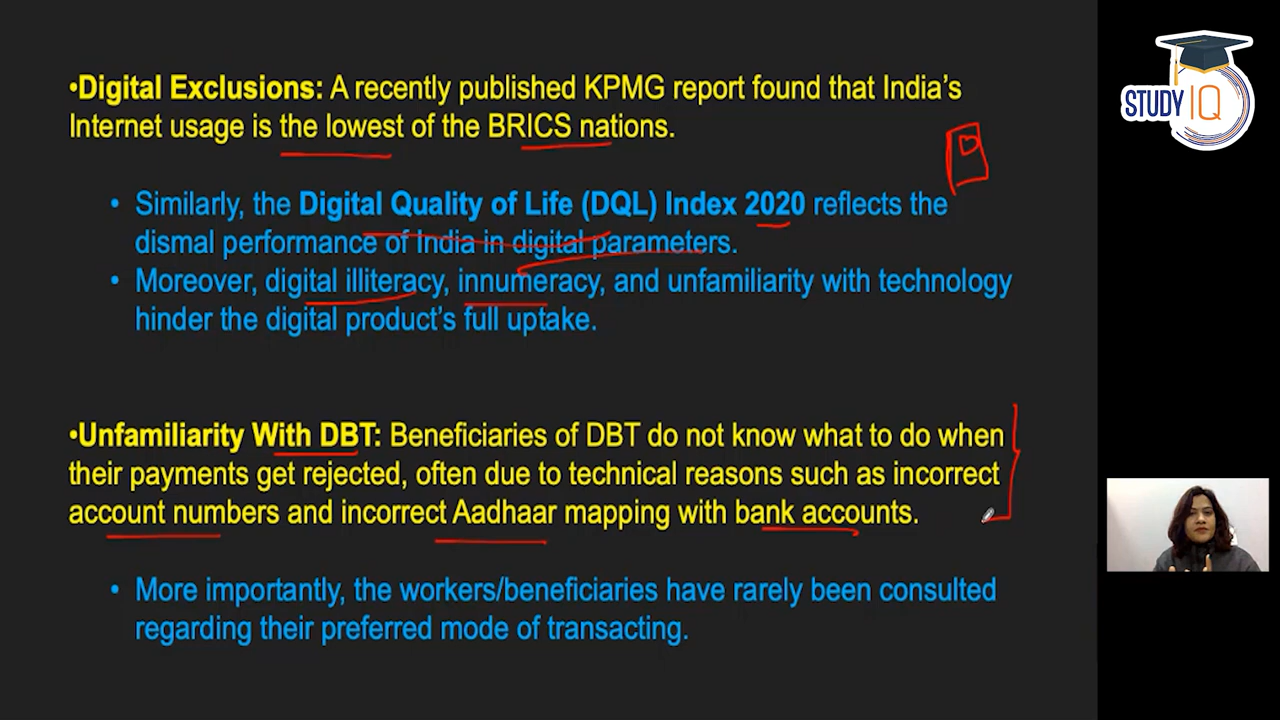 •Digital Exclusions: A recently published KPMG report found that India's
Internet usage is the lowest of the BRICS nations.
• Similarly, the Digital Quality of Life (DQL) Index 2020 reflects the
dismal performance of India in digital parameters.
• Moreover, digital illiteracy, innumeracy, and unfamiliarity with technology
hinder the digital product's full uptake.
•Unfamiliarity With DBT: Beneficiaries of DBT do not know what to do when
their payments get rejected, often due to technical reasons such as incorrect
account numbers and incorrect Aadhaar mapping with bank accounts.
• More importantly, the workers/beneficiaries have rarely been consulted
regarding their preferred mode of transacting.
STUDY IQ